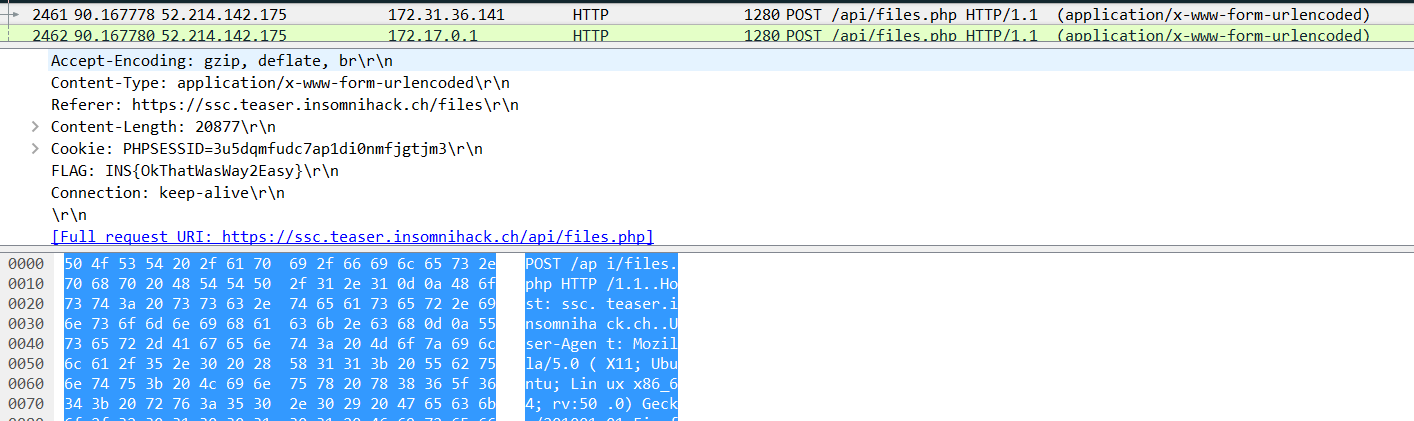 2461 90.167778 52.214.142.175 172.31.36.141 HTTP 1280 POST /api/files.php HTTP/1.1 (application/x-www-form-urlencoded)
2462 90.167780 52.214.142.175 172.17.0.1 HTTP 1280 POST /api/files.php HTTP/1.1 (application/x-www-form-urlencoded)
Accept-Encoding: gzip, deflate, br\r\n
Content-Type: application/x-www-form-urlencoded\r\n
Referer: https://ssc.teaser.insomnihack.ch/files\r\n
Content-Length: 20877\r\n
Cookie: PHPSESSID=3u5dqmfudc7ap1di0nmfjgtjm3\r\n
FLAG: INS{OkThatWasWay2Easy}\r\n
Connection: keep-alive\r\n
\r\n
[Full request URI: https://ssc.teaser.insomnihack.ch/api/files.php]
0000 50 4f 53 54 20 2f 61 70 69 2f 66 69 6c 65 73 2e POST /ap i/files.
0010 70 68 70 20 48 54 54 50 2f 31 2e 31 0d 0a 48 6f php HTTP /1.1..Ho
0020 73 74 3a 20 73 73 63 2e 74 65 61 73 65 72 2e 69 st: ssc. teaser.i
0030 6e 73 6f 6d 6e 69 68 61 63 6b 2e 63 68 0d 0a 55 nsomniha ck.ch..U
0040 73 65 72 2d 41 67 65 6e 74 3a 20 4d 6f 7a 69 6c ser-Agen t: Mozil
0050 6c 61 2f 35 2e 30 20 28 58 31 31 3b 20 55 62 75 la/5.0 ( X11; Ubu
0060 6e 74 75 3b 20 4c 69 6e 75 78 20 78 38 36 5f 36 ntu; Lin ux x86_6
0070 34 3b 20 72 76 3a 35 30 2e 30 29 20 47 65 63 6b 4; rv:50 .0) Geck